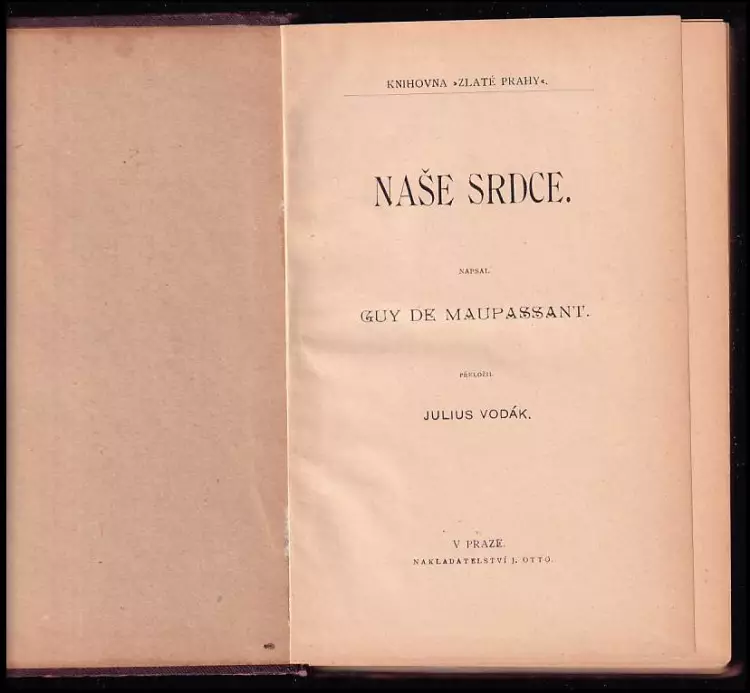 KNIHOVNA »ZLATÉ PRAHY«.
NAŠE SRDCE.
NAPSAL
GUY DE MAUPASSANT.
PŘELOŽIL
JULIUS VODÁK.
V PRAZE.
NAKLADATELSTVÍ J. OTTO.